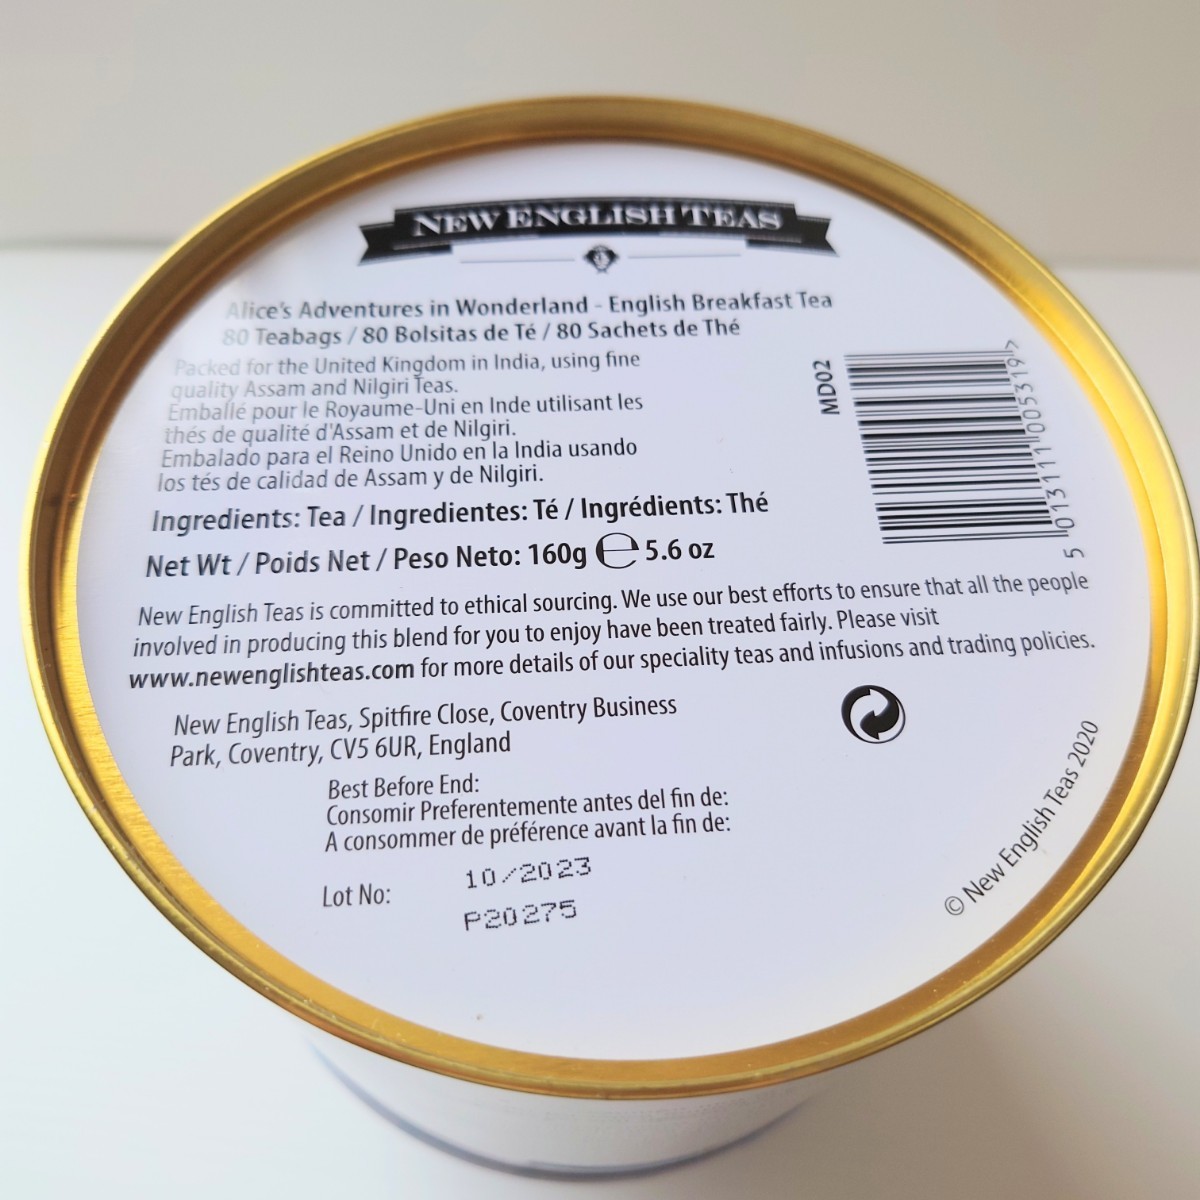 NEW ENGLISH TEAS
Alice's Adventures in Wonderland - English Breakfast Tea
80 Teabags / 80 Bolsitas de Té / 80 Sachets de Thé
Packed for the United Kingdom in India, using fine
quality Assam and Nilgiri Teas.
Emballé pour le Royaume-Uni en Inde utilisant les
thés de qualité d'Assam et de Nilgiri.
Embalado para el Reino Unido en la India usando
los tés de calidad de Assam y de Nilgiri.
MD02
5 013111 005319 >
Ingredients: Tea / Ingredientes: Té / Ingrédients: Thé
Net Wt / Poids Net / Peso Neto: 160g ℮ 5.6 oz
New English Teas is committed to ethical sourcing. We use our best efforts to ensure that all the people
involved in producing this blend for you to enjoy have been treated fairly. Please visit
www.newenglishteas.com for more details of our speciality teas and infusions and trading policies.
New English Teas, Spitfire Close, Coventry Business
Park, Coventry, CV5 6UR, England
Best Before End:
Consomir Preferentemente antes del fin de:
A consommer de préférence avant la fin de:
10/2023
Lot No:
P20275
© New English Teas 2020